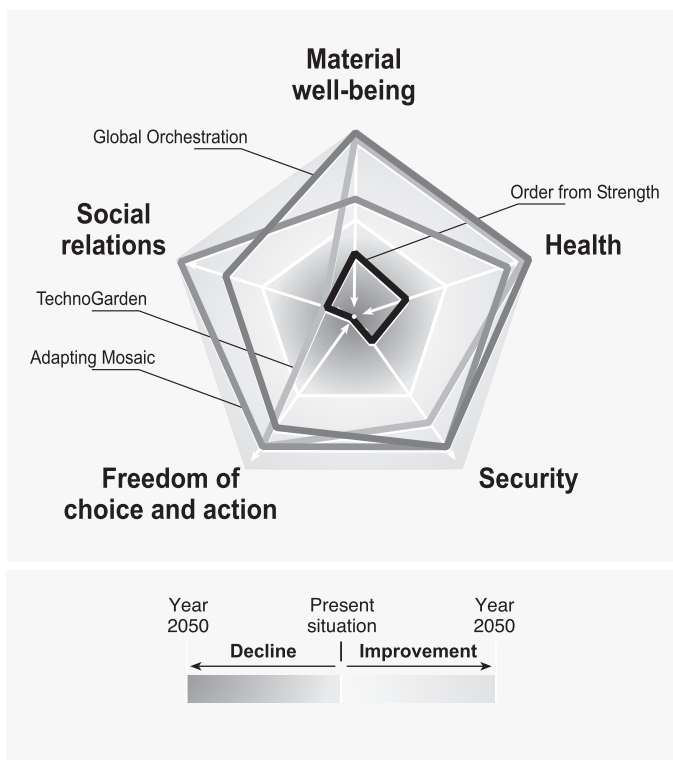 Material
well-being
Global Orchestration
Order from Strength
Social
relations
Health
TechnoGarden
Adapting Mosaic
Freedom of
choice and action
Security
Year
2050
Present
situation
Year
2050
Decline
Improvement